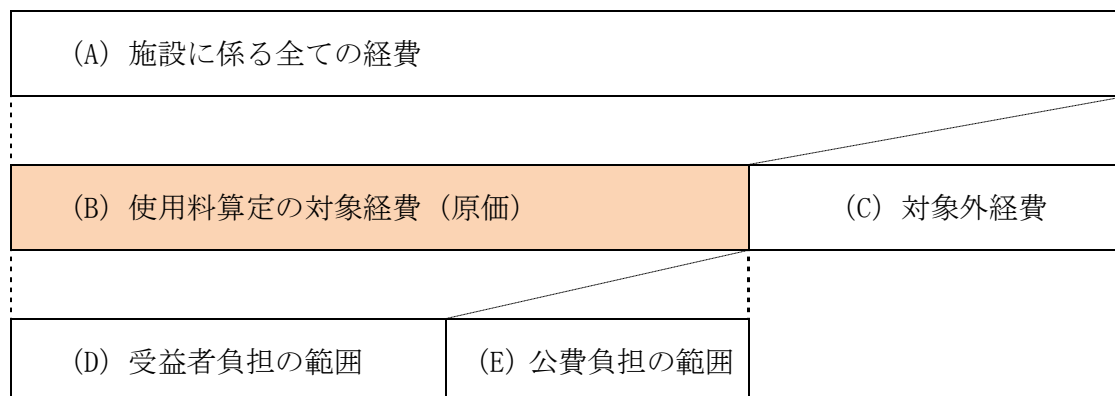 (A) 施設に係る全ての経費
(B) 使用料算定の対象経費（原価）
(C) 対象外経費
(D) 受益者負担の範囲
(E) 公費負担の範囲